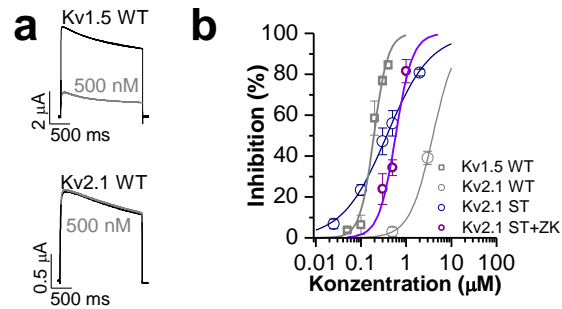 a
Kv1.5 WT
500 nM
2 µA
500 ms
Kv2.1 WT
500 nM
0.5 µA
500 ms
b
Inhibition (%)
100
80
60
40
20
0
Kv1.5 WT
Kv2.1 WT
Kv2.1 ST
Kv2.1 ST+ZK
0.01 0.1 1 10 100
Konzentration (µM)